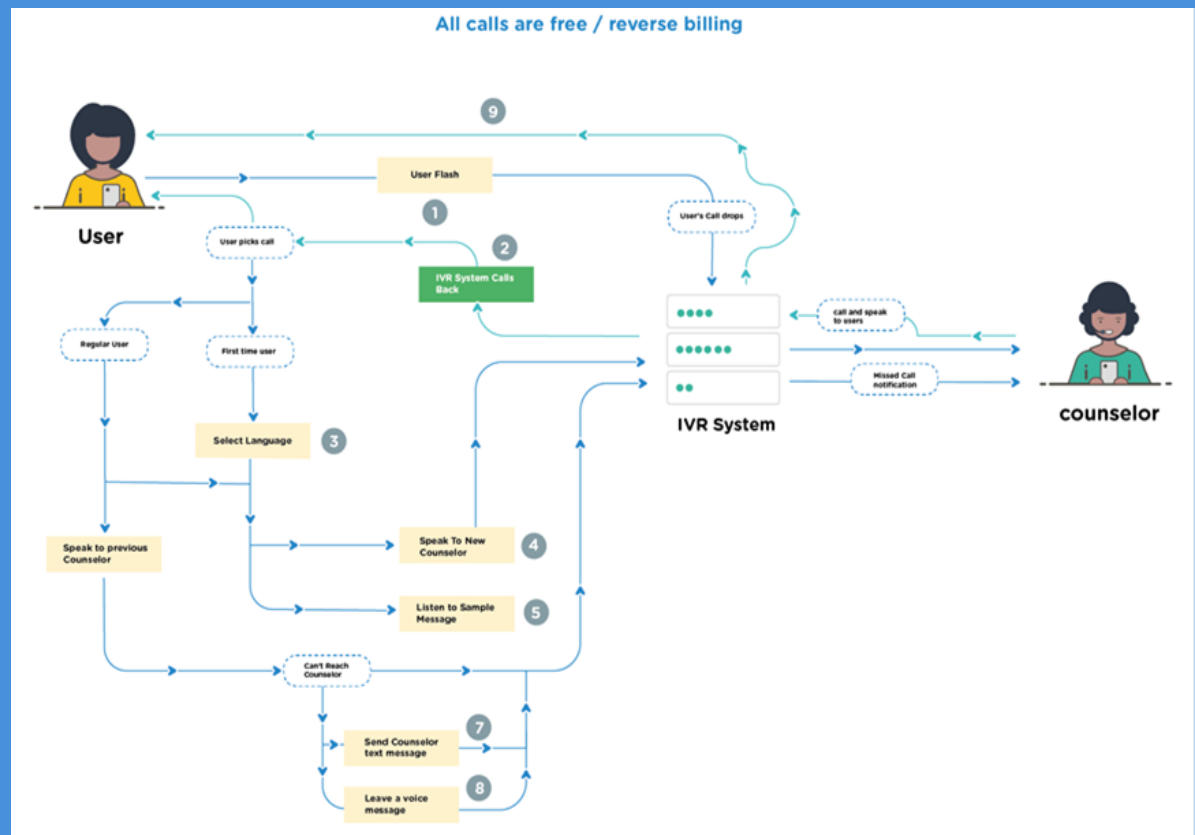 All calls are free / reverse billing
9
User Flash
1
User's Call drops
User
User picks call
2
IVR System Calls
Back
call and speak
to users
Regular User
First time user
Missed Call
notification
IVR System
counselor
Select Language
3
Speak to previous
Counselor
Speak To New
Counselor
4
Listen to Sample
Message
5
Can't Reach
Counselor
7
Send Counselor
text message
8
Leave a voice
message